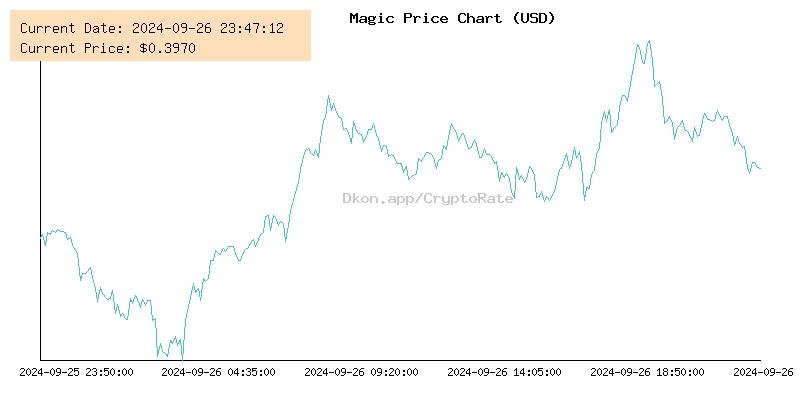 Magic Price Chart (USD)
Current Date: 2024-09-26 23:47:12
Current Price: $0.3970
Dkon.app/CryptoRate
2024-09-25 23:50:00
2024-09-26 04:35:00
2024-09-26 09:20:00
2024-09-26 14:05:00
2024-09-26 18:50:00
2024-09-26